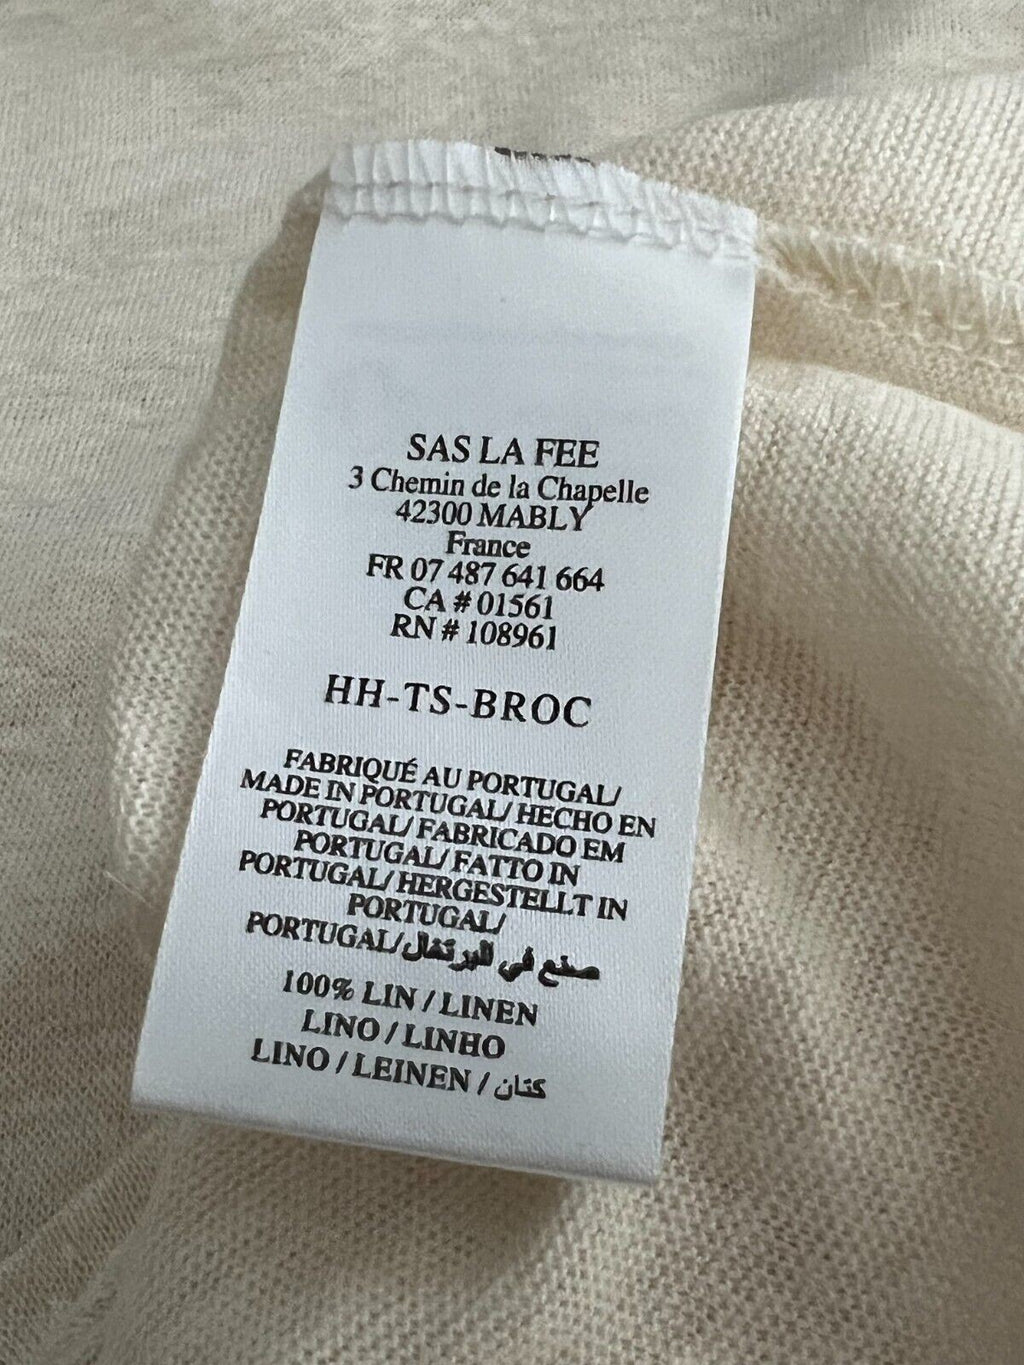 SAS LA FEE
3 Chemin de la Chapelle
42300 MABLY
France
FR 07 487 641 664
CA # 01561
RN # 108961
HH-TS-BROC
FABRIQUÉ AU PORTUGAL/
MADE IN PORTUGAL/ HECHO EN
PORTUGAL/ FABRICADO EM
PORTUGAL/ FATTO IN
PORTUGAL/ HERGESTELLT IN
PORTUGAL/
PORTUGAL/صنع في البرتغال
100% LIN / LINEN
LINO / LINHO
LINO / LEINEN / كتان